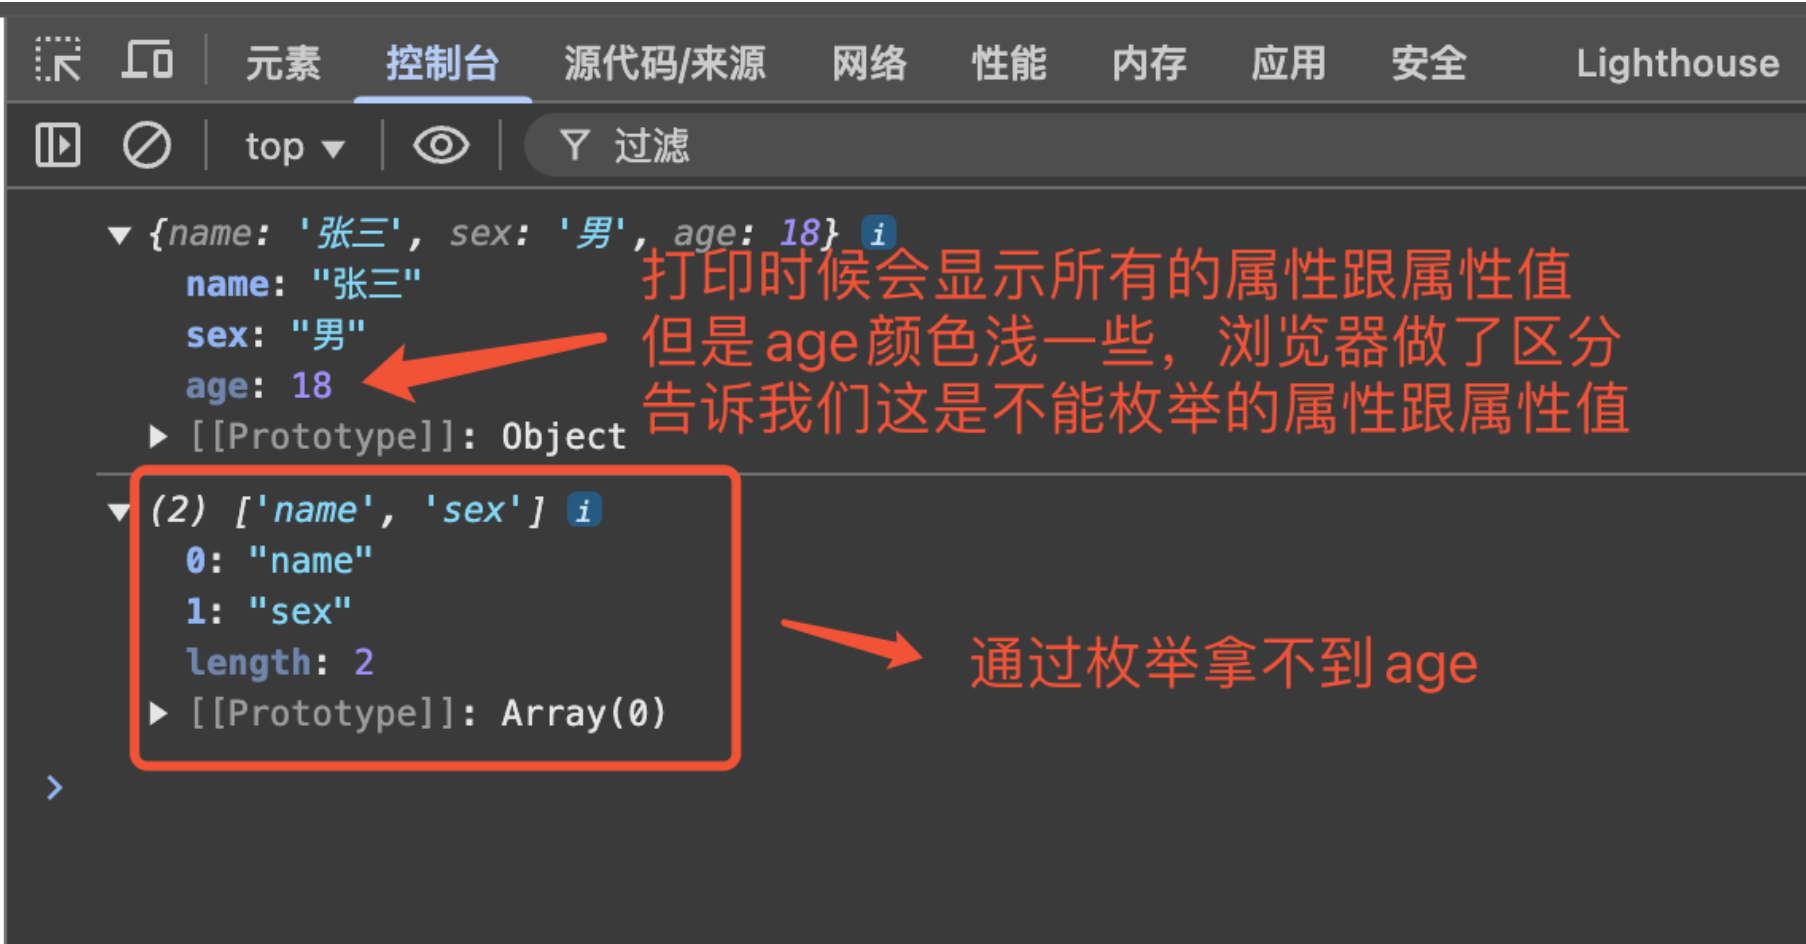 元素 控制台 源代码/来源 网络 性能 内存 应用 安全 Lighthouse
top 过滤
{name: '张三', sex: '男', age: 18} i
打印时候会显示所有的属性跟属性值
name: "张三"
sex: "男"
但是age颜色浅一些，浏览器做了区分
age: 18
告诉我们这是不能枚举的属性跟属性值
[[Prototype]]: Object
(2) ['name', 'sex'] i
0: "name"
1: "sex"
length: 2
通过枚举拿不到age
[[Prototype]]: Array(0)